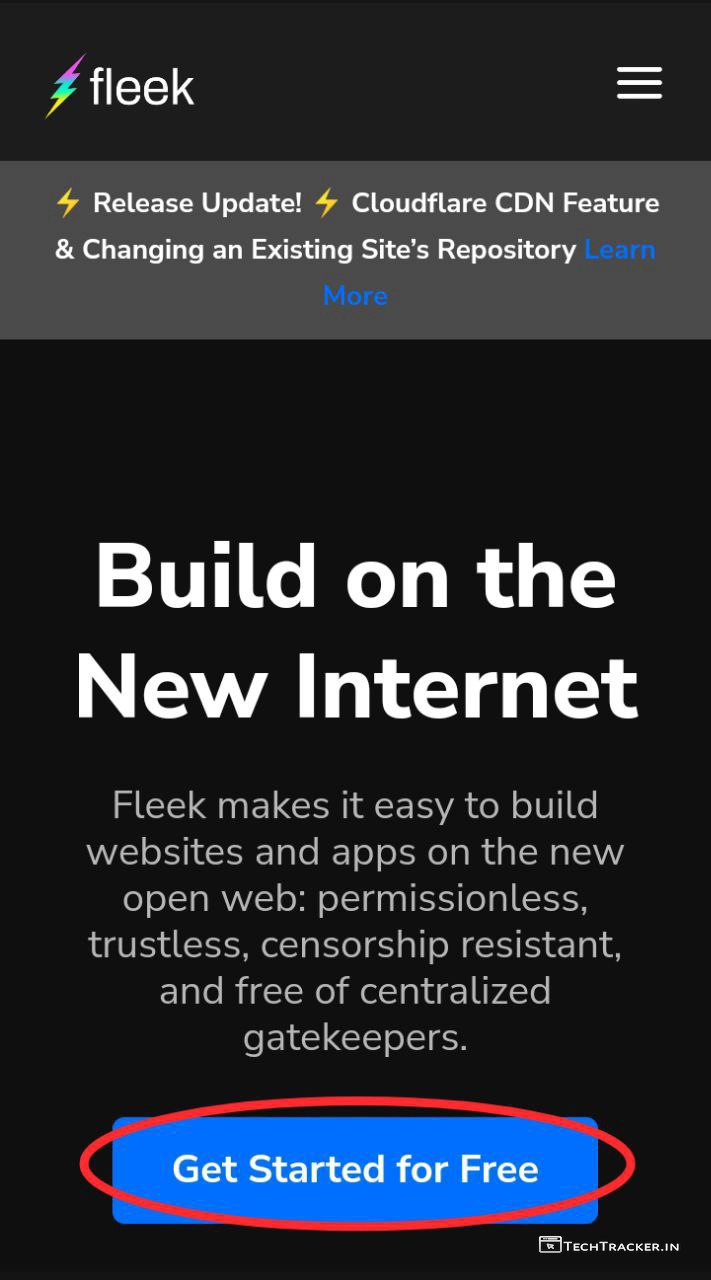 fleek
⚡ Release Update! ⚡ Cloudflare CDN Feature
& Changing an Existing Site’s Repository Learn
More
Build on the
New Internet
Fleek makes it easy to build
websites and apps on the new
open web: permissionless,
trustless, censorship resistant,
and free of centralized
gatekeepers.
Get Started for Free
TechTracker.in